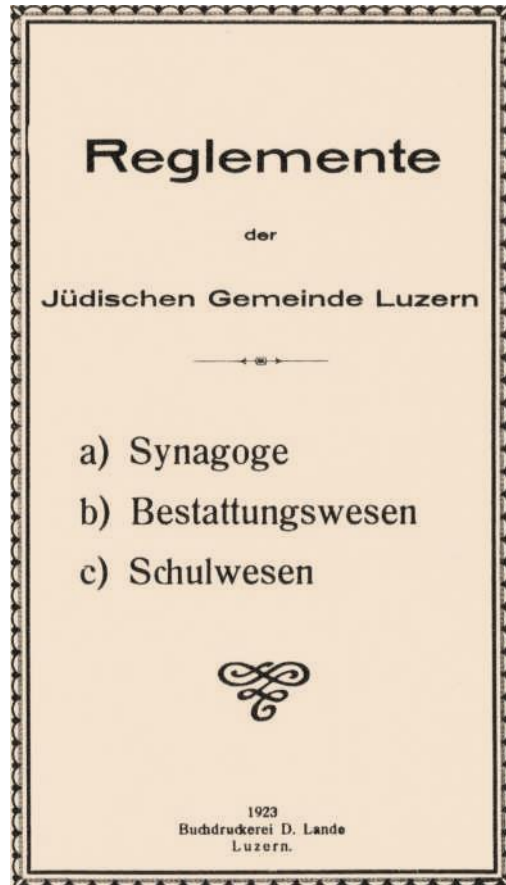 Reglemente
der
Jüdischen Gemeinde Luzern
a) Synagoge
b) Bestattungswesen
c) Schulwesen
1923
Buchdruckerei D. Lande
Luzern.